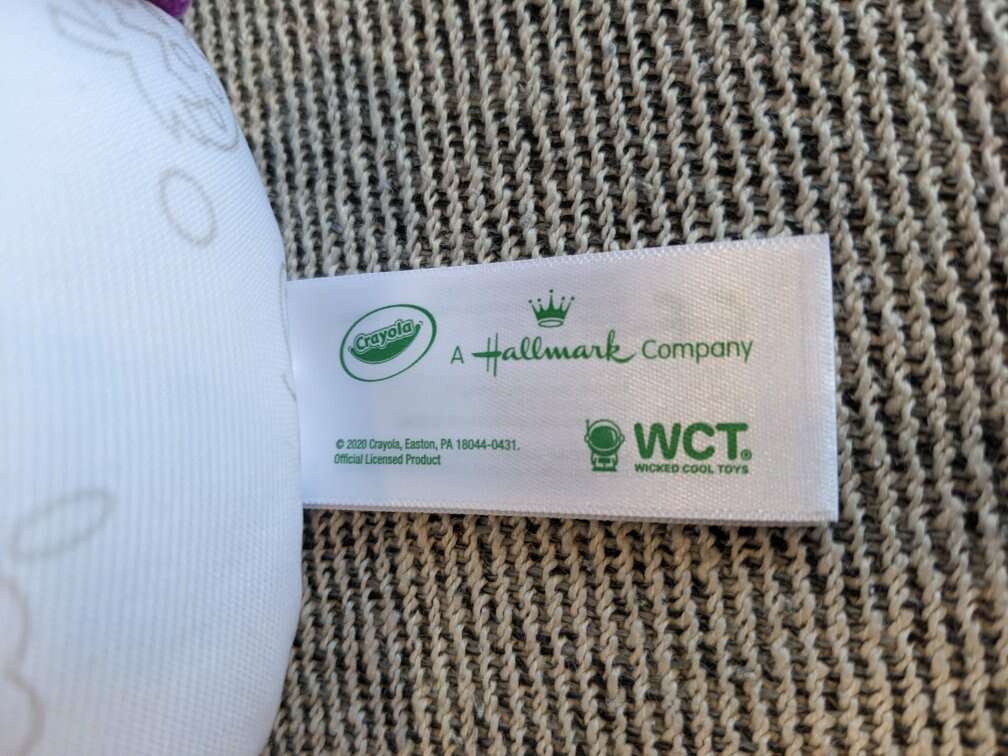 Crayola
A Hallmark Company
© 2020 Crayola, Easton, PA 18044-0431.
Official Licensed Product
WCT®
WICKED COOL TOYS